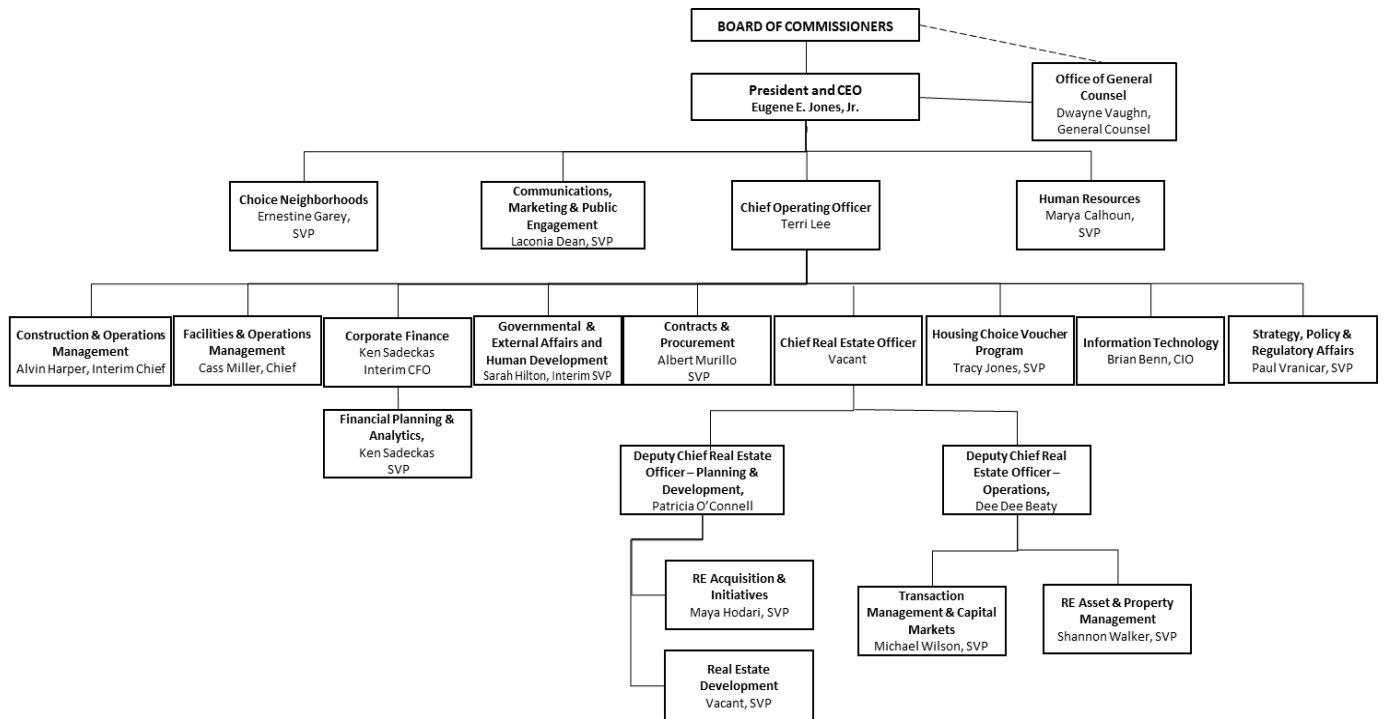 BOARD OF COMMISSIONERS
President and CEO
Eugene E. Jones, Jr.
Office of General
Counsel
Dwayne Vaughn,
General Counsel
Choice Neighborhoods
Ernestine Garey,
SVP
Communications,
Marketing & Public
Engagement
Laconia Dean, SVP
Chief Operating Officer
Terri Lee
Human Resources
Marya Calhoun,
SVP
Construction & Operations
Management
Alvin Harper, Interim Chief
Facilities & Operations
Management
Cass Miller, Chief
Corporate Finance
Ken Sadeckas
Interim CFO
Governmental &
External Affairs and
Human Development
Sarah Hilton, Interim SVP
Contracts &
Procurement
Albert Murillo
SVP
Chief Real Estate Officer
Vacant
Housing Choice Voucher
Program
Tracy Jones, SVP
Information Technology
Brian Benn, CIO
Strategy, Policy &
Regulatory Affairs
Paul Vranicar, SVP
Financial Planning &
Analytics,
Ken Sadeckas
SVP
Deputy Chief Real Estate
Officer – Planning &
Development,
Patricia O’Connell
Deputy Chief Real
Estate Officer –
Operations,
Dee Dee Beaty
RE Acquisition &
Initiatives
Maya Hodari, SVP
Real Estate
Development
Vacant, SVP
Transaction
Management & Capital
Markets
Michael Wilson, SVP
RE Asset & Property
Management
Shannon Walker, SVP